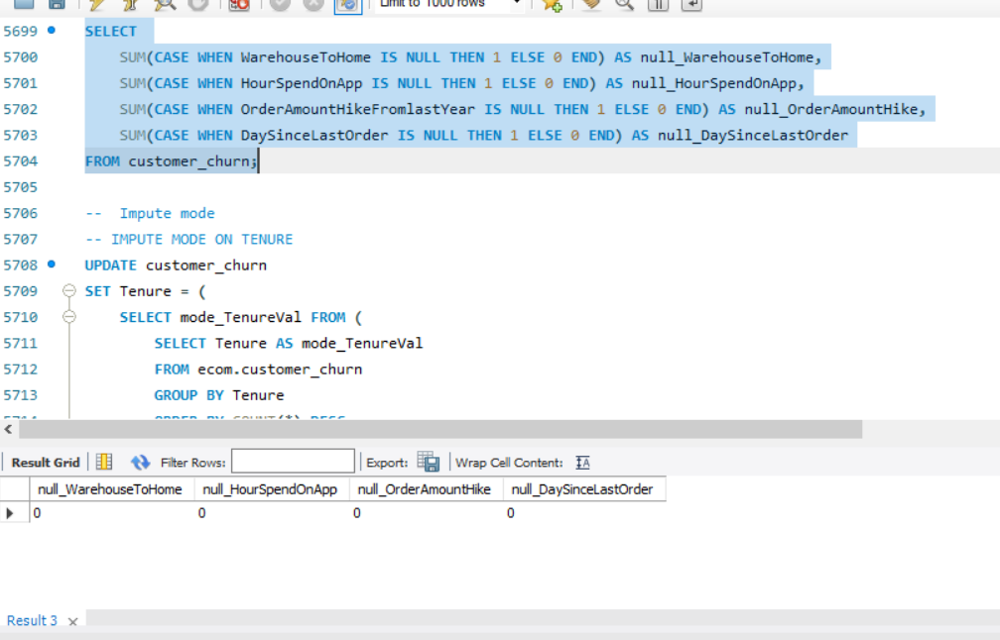 Limit to 1000 rows
5699 SELECT
5700 SUM(CASE WHEN WarehouseToHome IS NULL THEN 1 ELSE 0 END) AS null_WarehouseToHome,
5701 SUM(CASE WHEN HourSpendOnApp IS NULL THEN 1 ELSE 0 END) AS null_HourSpendOnApp,
5702 SUM(CASE WHEN OrderAmountHikeFromlastYear IS NULL THEN 1 ELSE 0 END) AS null_OrderAmountHike,
5703 SUM(CASE WHEN DaySinceLastOrder IS NULL THEN 1 ELSE 0 END) AS null_DaySinceLastOrder
5704 FROM customer_churn;
5705
5706 -- Impute mode
5707 -- IMPUTE MODE ON TENURE
5708 UPDATE customer_churn
5709 SET Tenure = (
5710 SELECT mode_TenureVal FROM (
5711 SELECT Tenure AS mode_TenureVal
5712 FROM ecom.customer_churn
5713 GROUP BY Tenure
5714 ORDER BY COUNT(*) DESC
Result Grid Filter Rows: Export: Wrap Cell Content:
null_WarehouseToHome null_HourSpendOnApp null_OrderAmountHike null_DaySinceLastOrder
0 0 0 0
Result 3